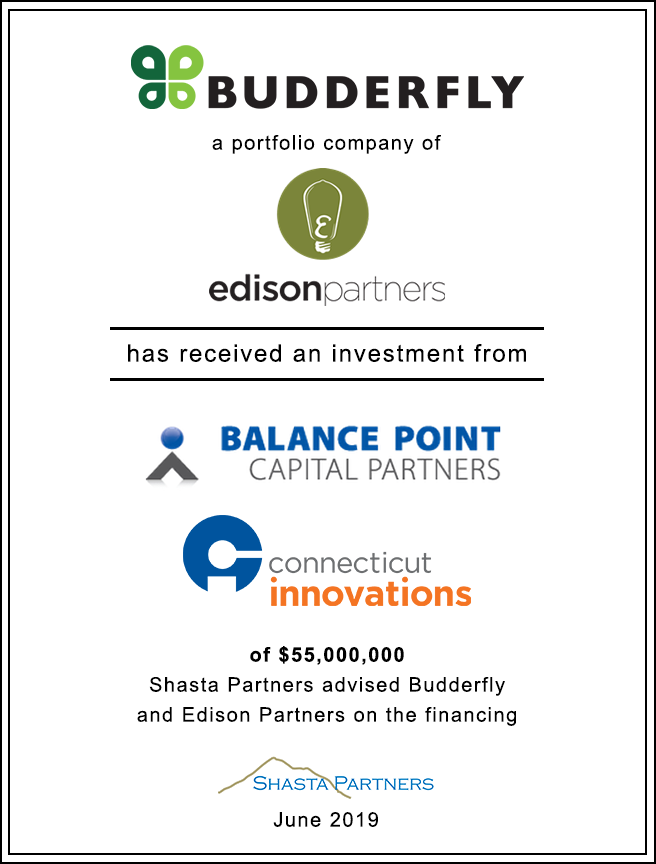 BUDDERFLY
a portfolio company of
ε
edisonpartners
has received an investment from
BALANCE POINT
CAPITAL PARTNERS
connecticut
innovations
of $55,000,000
Shasta Partners advised Budderfly
and Edison Partners on the financing
SHASTA PARTNERS
June 2019